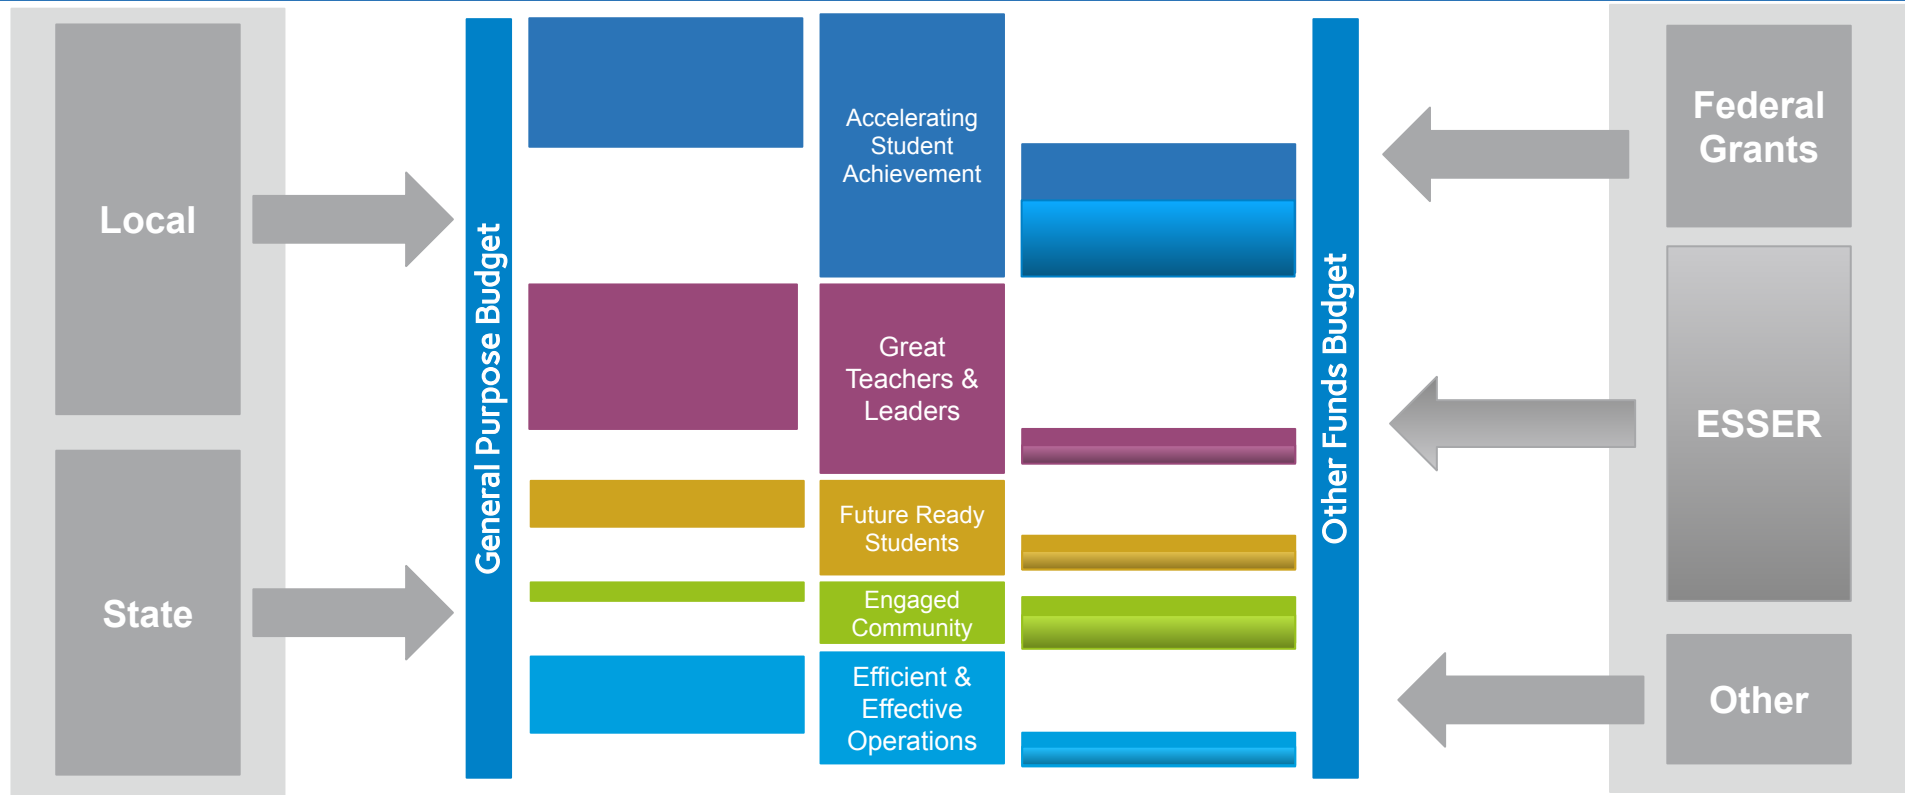 Local
State
General Purpose Budget
Accelerating
Student
Achievement
Great
Teachers &
Leaders
Future Ready
Students
Engaged
Community
Efficient &
Effective
Operations
Other Funds Budget
Federal
Grants
ESSER
Other